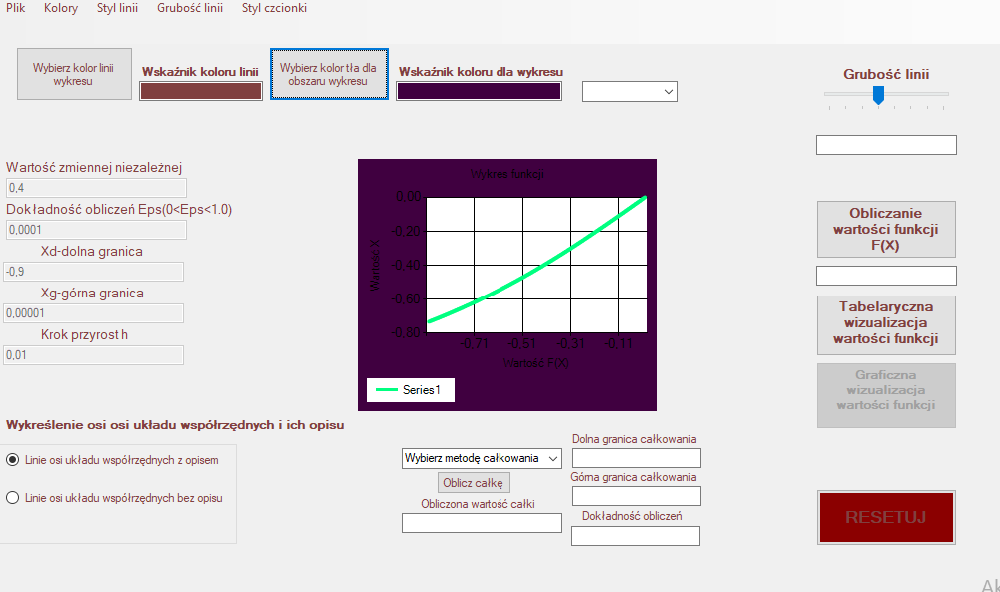 Plik Kolory Styl linii Grubość linii Styl czcionki
Wybierz kolor linii
wykresu
Wskaźnik koloru linii
Wybierz kolor tła dla
obszaru wykresu
Wskaźnik koloru dla wykresu
Grubość linii
Wartość zmiennej niezależnej
0,4
Dokładność obliczeń Eps(0<Eps<1.0)
0,0001
Xd-dolna granica
-0,9
Xg-górna granica
0,00001
Krok przyrost h
0,01
Wykres funkcji
Wartość X
0,00
-0,20
-0,40
-0,60
-0,80
-0,71 -0,51 -0,31 -0,11
Wartość F(X)
Series1
Obliczanie
wartości funkcji
F(X)
Tabelaryczna
wizualizacja
wartości funkcji
Graficzna
wizualizacja
wartości funkcji
Wykreślenie osi osi układu współrzędnych i ich opisu
Linie osi układu współrzędnych z opisem
Linie osi układu współrzędnych bez opisu
Wybierz metodę całkowania
Oblicz całkę
Obliczona wartość całki
Dolna granica całkowania
Górna granica całkowania
Dokładność obliczeń
RESETUJ